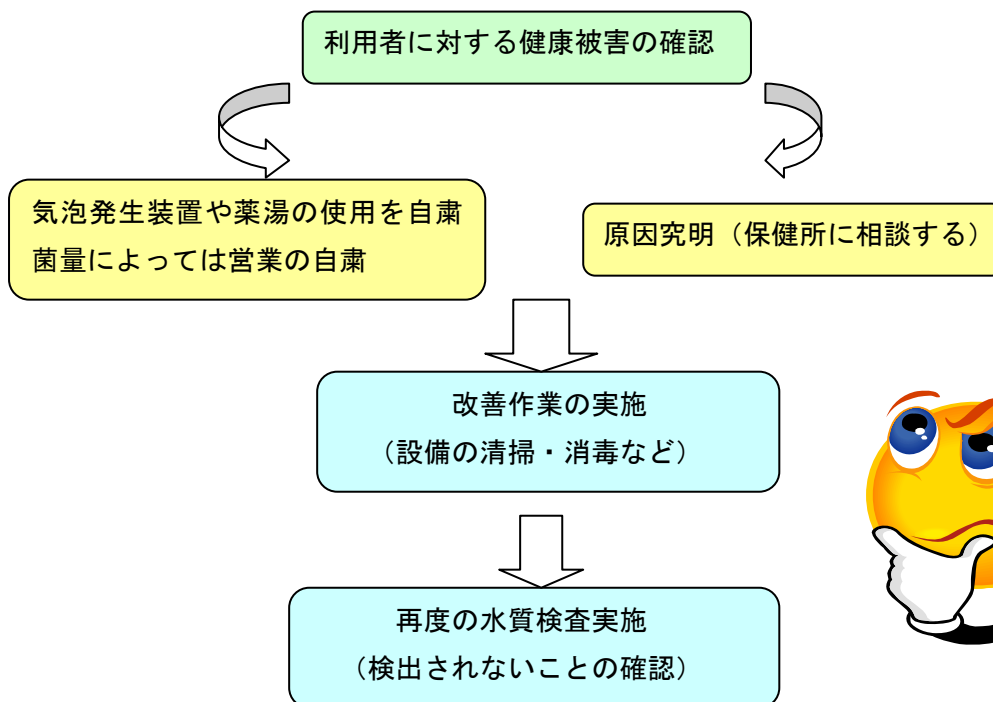 利用者に対する健康被害の確認
気泡発生装置や薬湯の使用を自粛
菌量によっては営業の自粛
原因究明（保健所に相談する）
改善作業の実施
（設備の清掃・消毒など）
再度の水質検査実施
（検出されないことの確認）